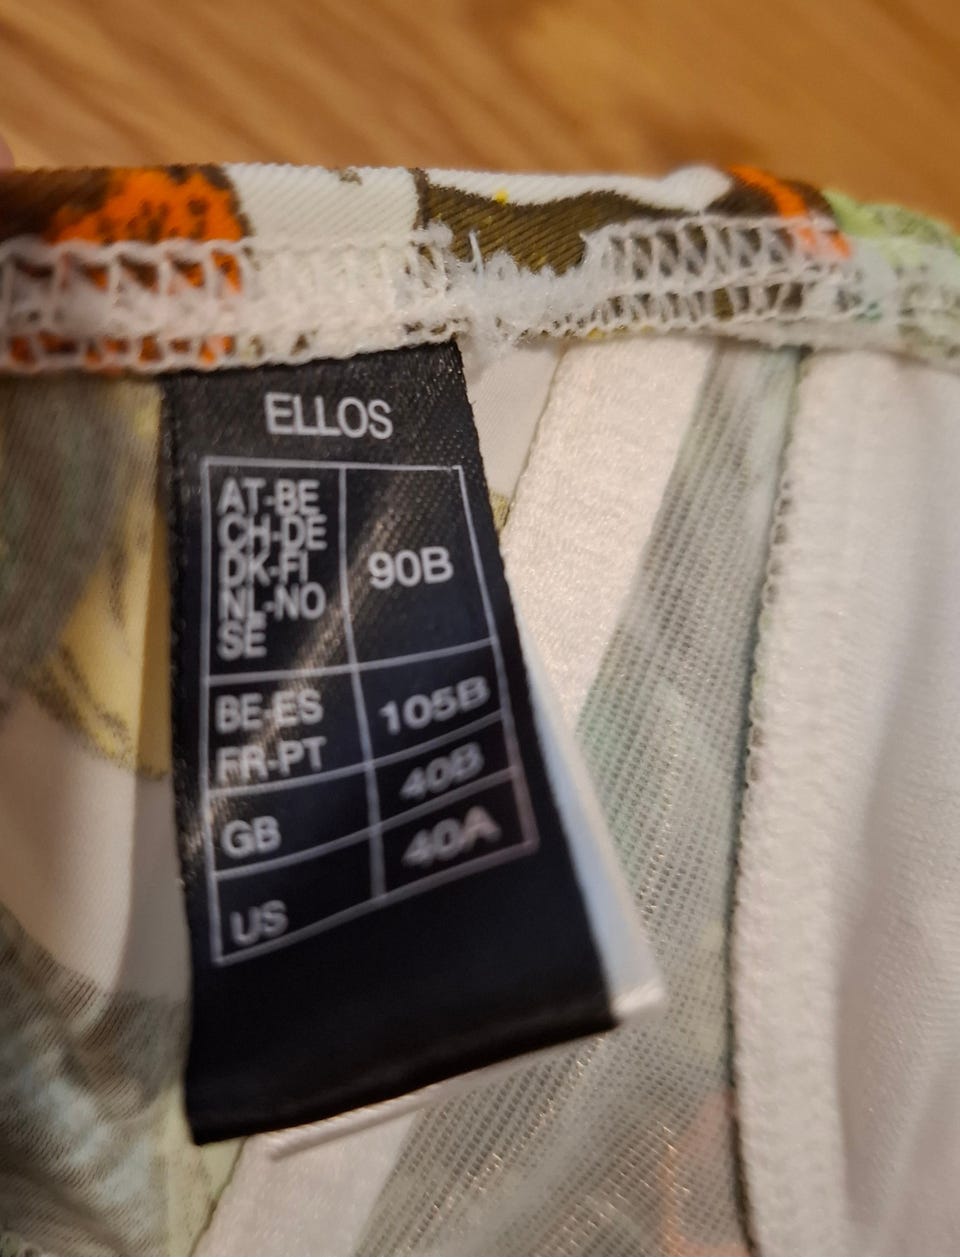 ELLOS
AT-BE
CH-DE
DK-FI
NL-NO
SE
90B
BE-ES
FR-PT
105B
GB
40B
US
40A